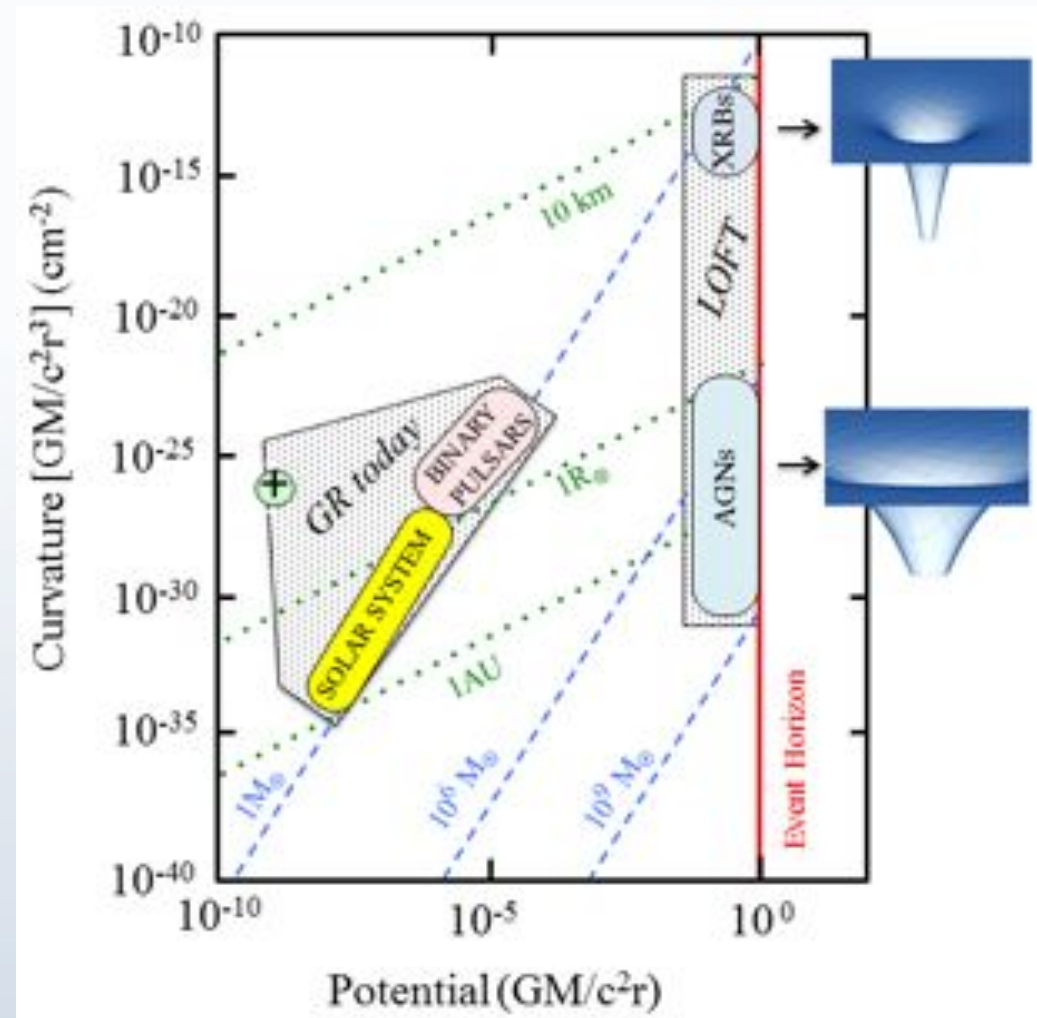 Curvature [GM/c²r³] (cm⁻²)
10⁻¹⁰
10⁻¹⁵
10⁻²⁰
10⁻²⁵
10⁻³⁰
10⁻³⁵
10⁻⁴⁰
10 km
XRBs
LOFT
GR today
+
BINARY
PULSARS
SOLAR SYSTEM
1R⊕
AGNs
1AU
1M⊙
10⁶ M⊙
10⁹ M⊙
Event Horizon
10⁻¹⁰
10⁻⁵
10⁰
Potential (GM/c²r)